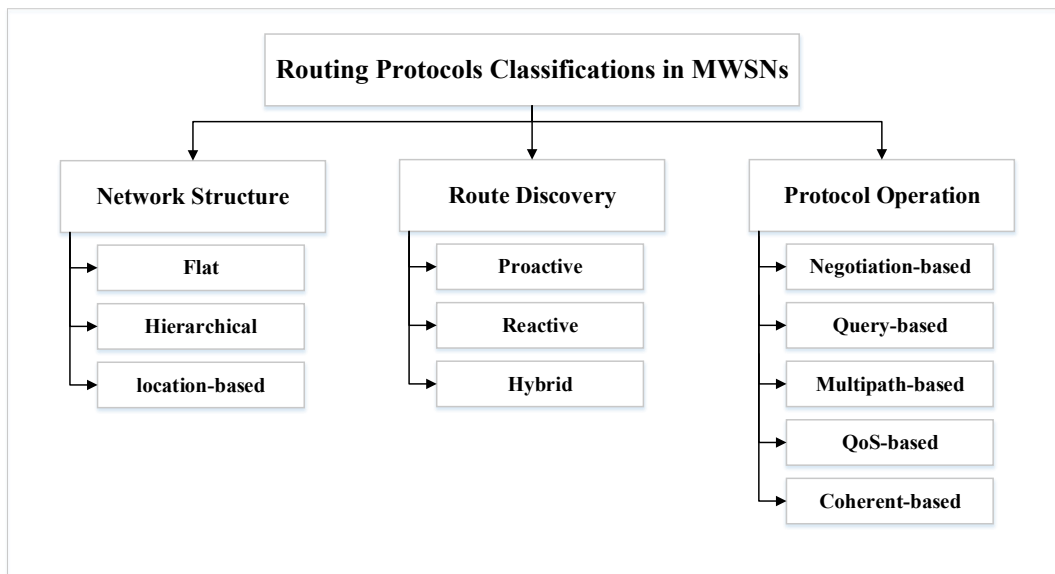 Routing Protocols Classifications in MWSNs
Network Structure
Flat
Hierarchical
location-based
Route Discovery
Proactive
Reactive
Hybrid
Protocol Operation
Negotiation-based
Query-based
Multipath-based
QoS-based
Coherent-based